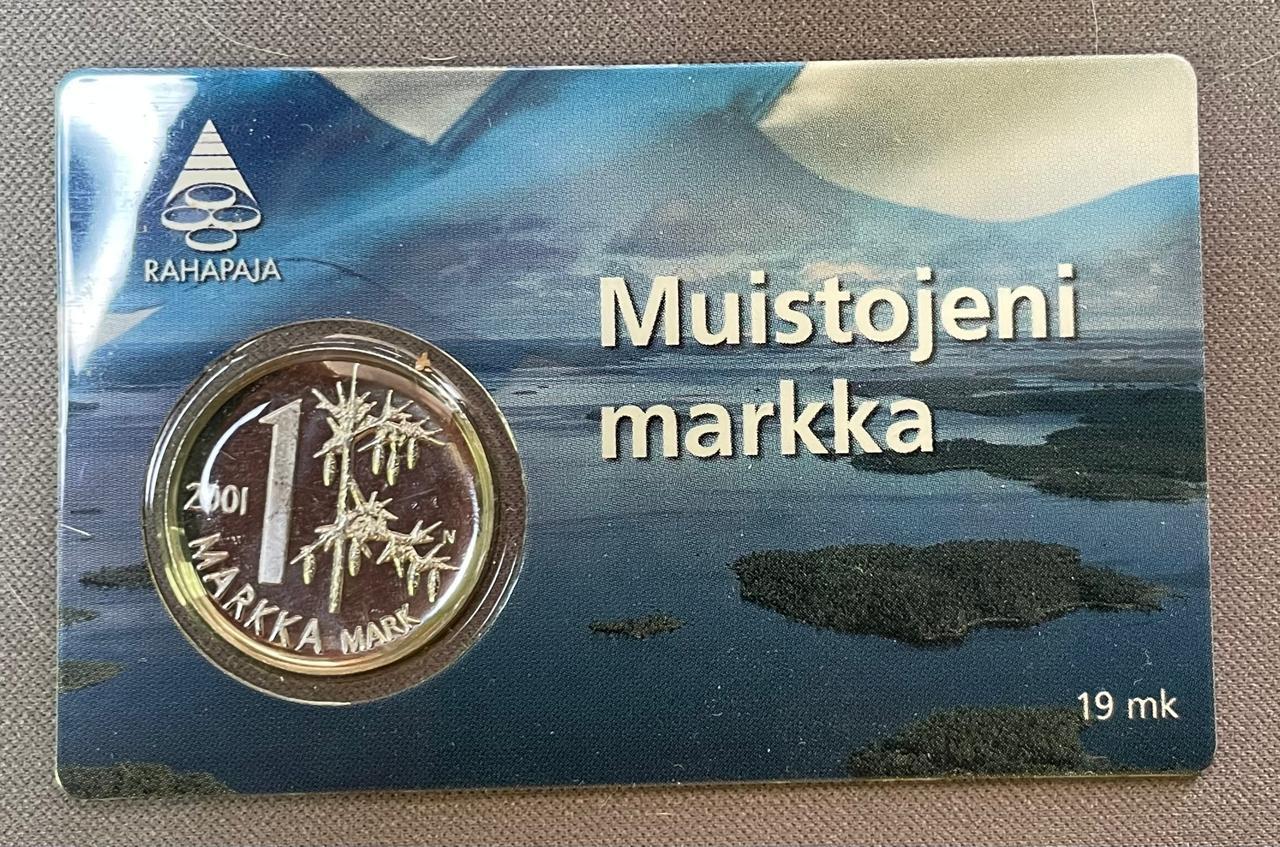 RAHAPAJA
Muistojeni
markka
1
2001
N
MARKKA MARK
19 mk